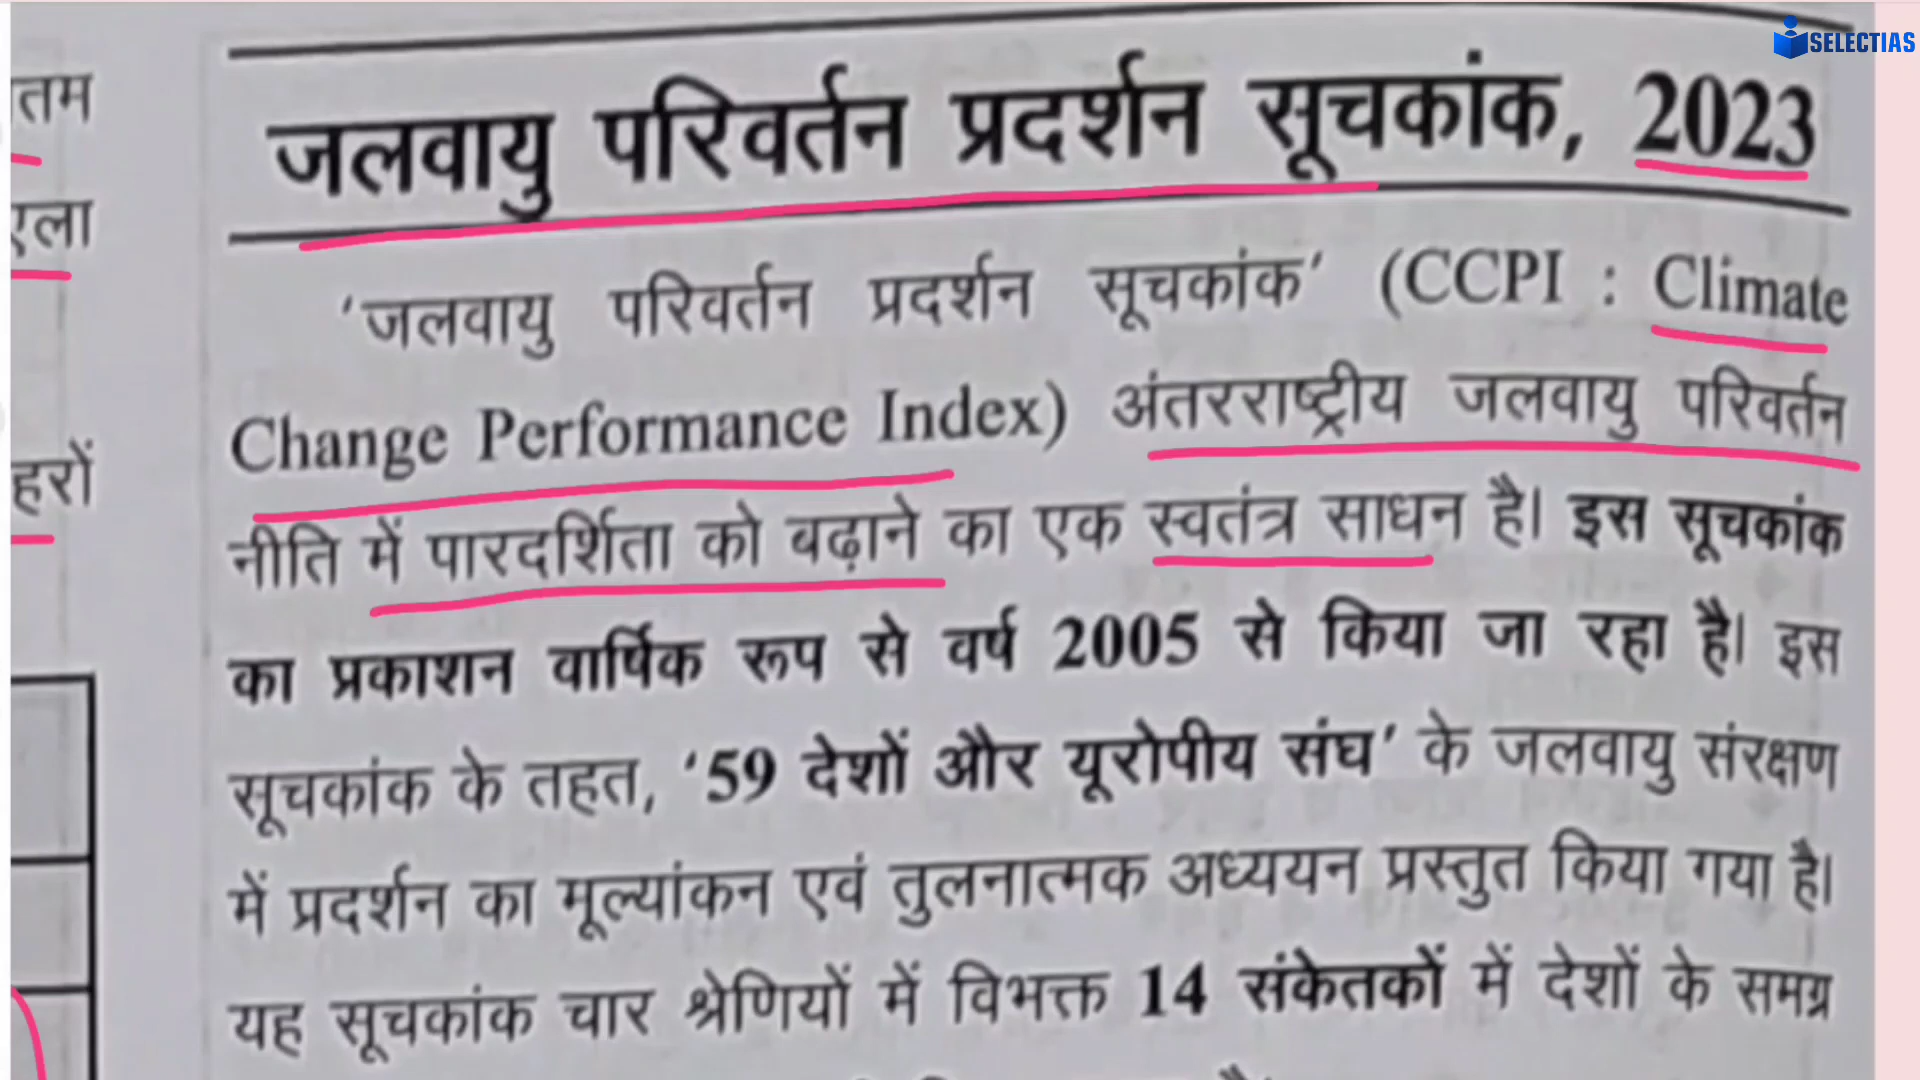 SELECTIAS
तम
एला
हरों
जलवायु परिवर्तन प्रदर्शन सूचकांक, 2023
'जलवायु परिवर्तन प्रदर्शन सूचकांक' (CCPI : Climate
Change Performance Index) अंतरराष्ट्रीय जलवायु परिवर्तन
नीति में पारदर्शिता को बढ़ाने का एक स्वतंत्र साधन है। इस सूचकांक
का प्रकाशन वार्षिक रूप से वर्ष 2005 से किया जा रहा है। इस
सूचकांक के तहत, '59 देशों और यूरोपीय संघ' के जलवायु संरक्षण
में प्रदर्शन का मूल्यांकन एवं तुलनात्मक अध्ययन प्रस्तुत किया गया है।
यह सूचकांक चार श्रेणियों में विभक्त 14 संकेतकों में देशों के समग्र